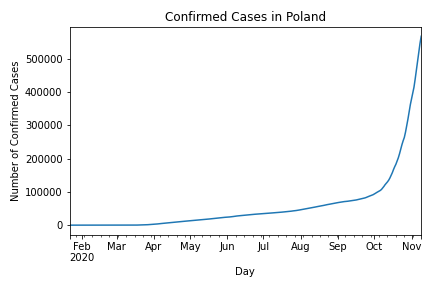 Confirmed Cases in Poland
Number of Confirmed Cases
500000
400000
300000
200000
100000
0
Feb Mar Apr May Jun Jul Aug Sep Oct Nov
2020
Day